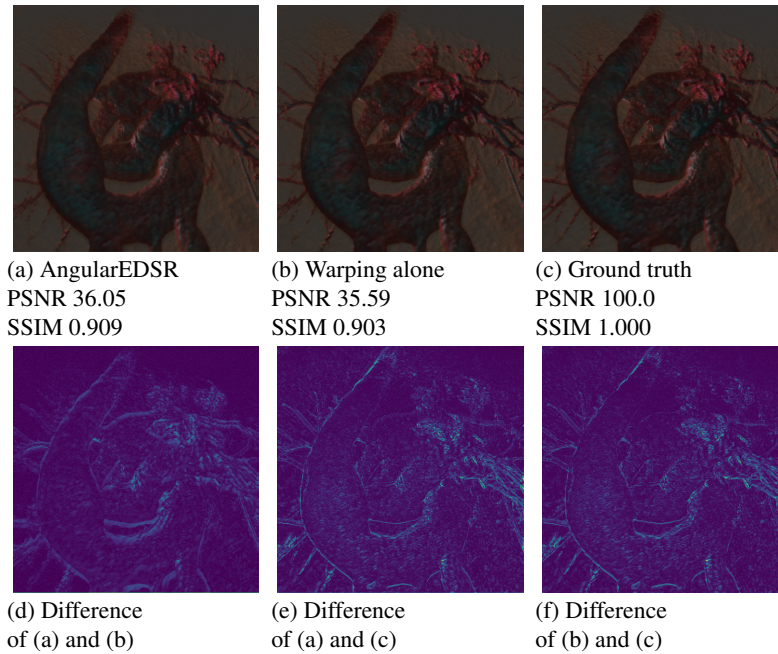 (a) AngularEDSR
PSNR 36.05
SSIM 0.909
(b) Warping alone
PSNR 35.59
SSIM 0.903
(c) Ground truth
PSNR 100.0
SSIM 1.000
(d) Difference
of (a) and (b)
(e) Difference
of (a) and (c)
(f) Difference
of (b) and (c)